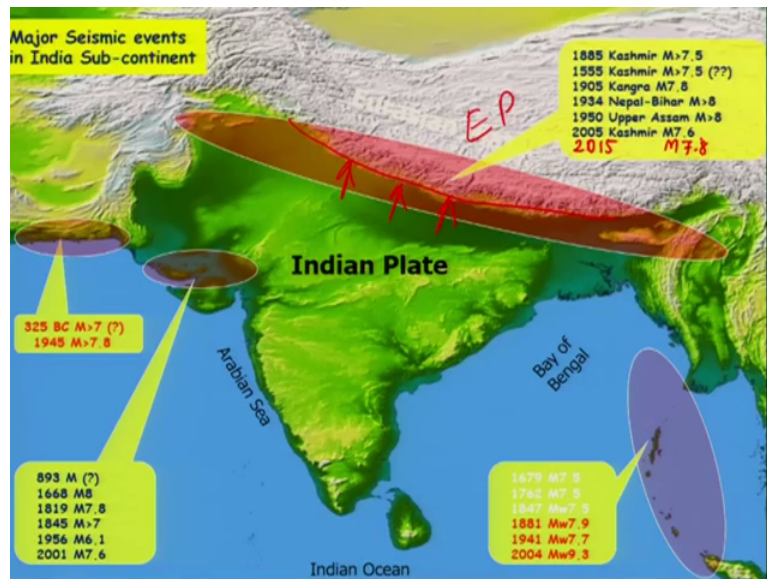 Major Seismic events
in India Sub-continent
1885 Kashmir M>7.5
1555 Kashmir M>7.5 (??)
1905 Kangra M7.8
1934 Nepal-Bihar M>8
1950 Upper Assam M>8
2005 Kashmir M7.6
2015 M7.8
EP
Indian Plate
325 BC M>7 (?)
1945 M>7.8
Arabian Sea
Bay of
Bengal
893 M (?)
1668 M8
1819 M7.8
1845 M>7
1956 M6.1
2001 M7.6
1679 M7.5
1762 M7.5
1847 Mw7.5
1881 Mw7.9
1941 Mw7.7
2004 Mw9.3
Indian Ocean